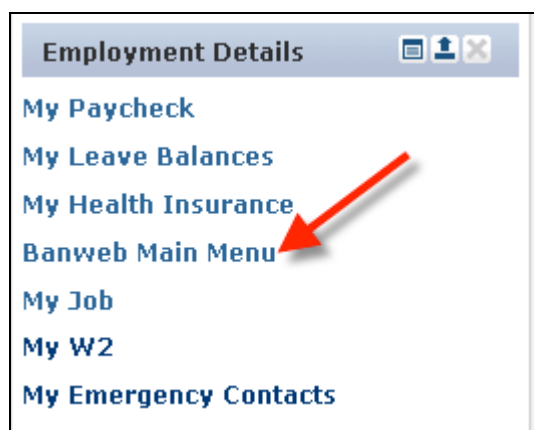 Employment Details
My Paycheck
My Leave Balances
My Health Insurance
Banweb Main Menu
My Job
My W2
My Emergency Contacts